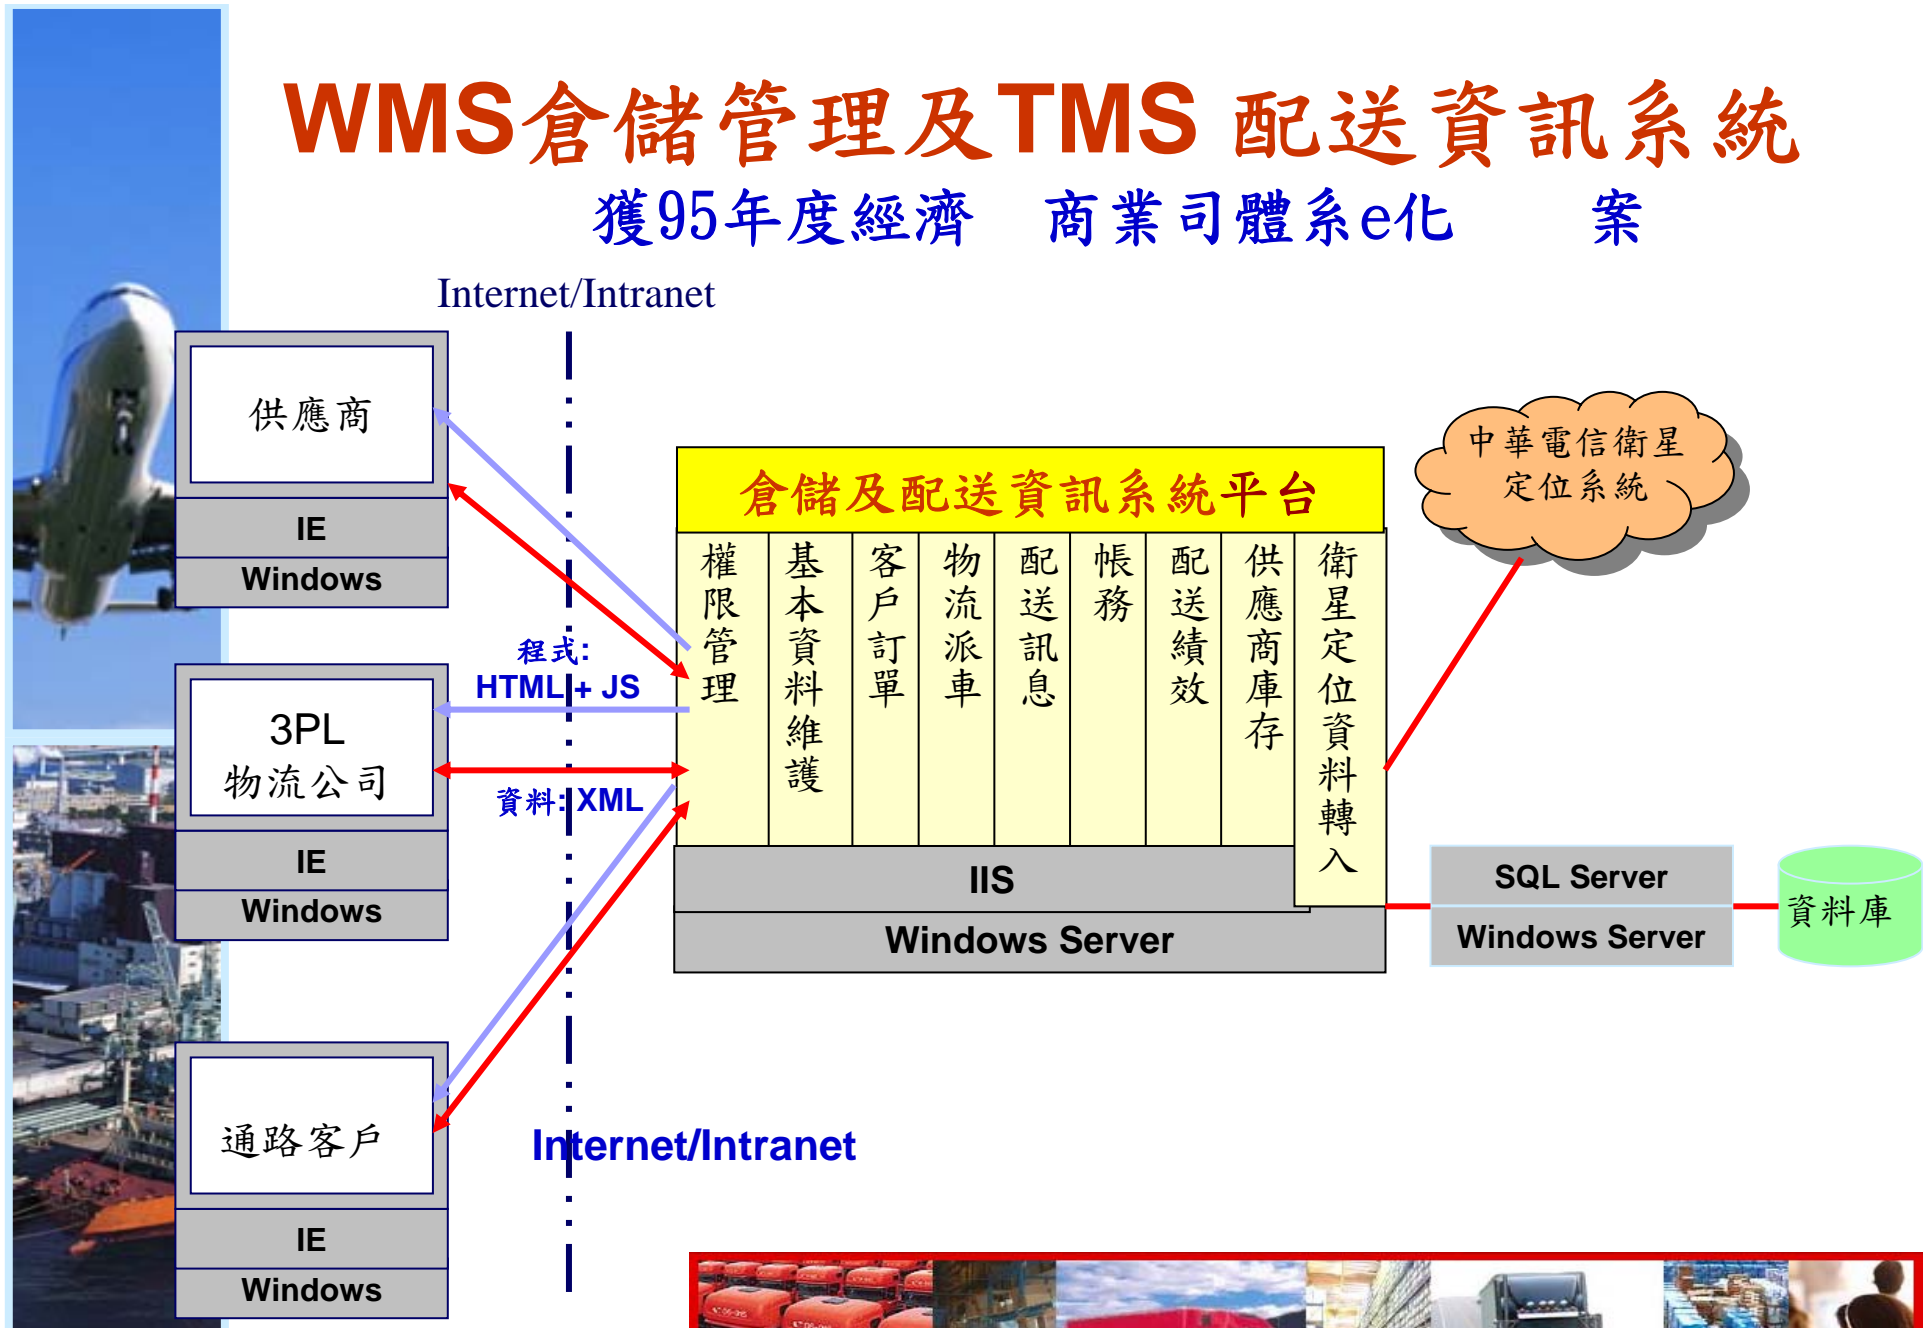 WMS倉儲管理及TMS 配送資訊系統
獲95年度經濟 商業司體系e化 案
Internet/Intranet
供應商
IE
Windows
程式:
HTML + JS
3PL
物流公司
資料: XML
IE
Windows
通路客戶
IE
Windows
Internet/Intranet
倉儲及配送資訊系統平台
權限管理
基本資料維護
客戶訂單
物流派車
配送訊息
帳務
配送績效
供應商庫存
衛星定位資料轉入
IIS
Windows Server
中華電信衛星
定位系統
SQL Server
Windows Server
資料庫